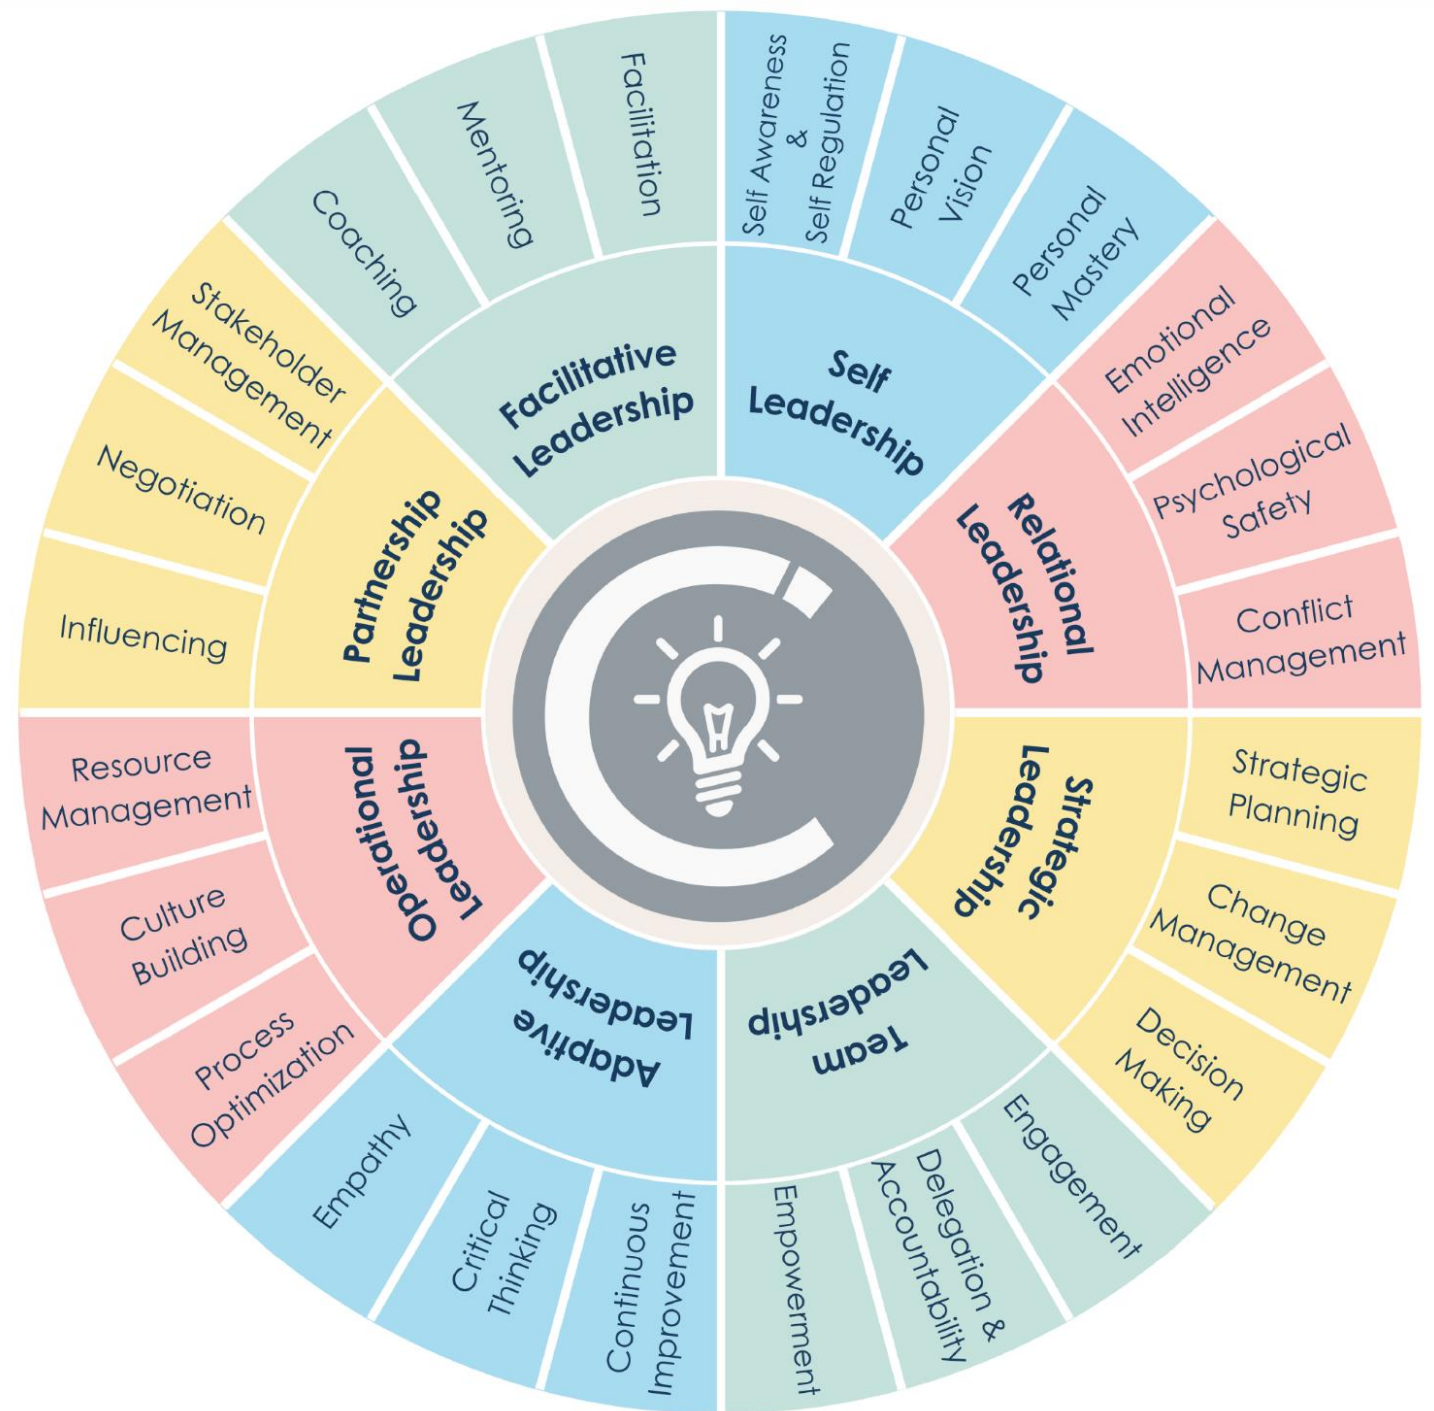 Self Awareness
&
Self Regulation
Personal
Vision
Personal
Mastery
Self
Leadership
Emotional
Intelligence
Psychological
Safety
Conflict
Management
Relational
Leadership
Strategic
Planning
Change
Management
Decision
Making
Strategic
Leadership
Engagement
Delegation &
Accountability
Empowerment
Team
Leadership
Continuous
Improvement
Critical
Thinking
Empathy
Adaptive
Leadership
Process
Optimization
Culture
Building
Resource
Management
Operational
Leadership
Influencing
Negotiation
Stakeholder
Management
Partnership
Leadership
Coaching
Mentoring
Facilitation
Facilitative
Leadership